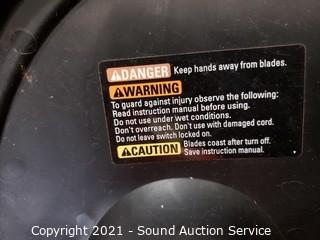 DANGER Keep hands away from blades.
WARNING
To guard against injury observe the following:
Read instruction manual before using.
Do not use under wet conditions.
Don't overreach. Don't use with damaged cord.
Do not leave switch locked on.
CAUTION Blades coast after turn off.
Save instruction manual.
Copyright 2021 - Sound Auction Service